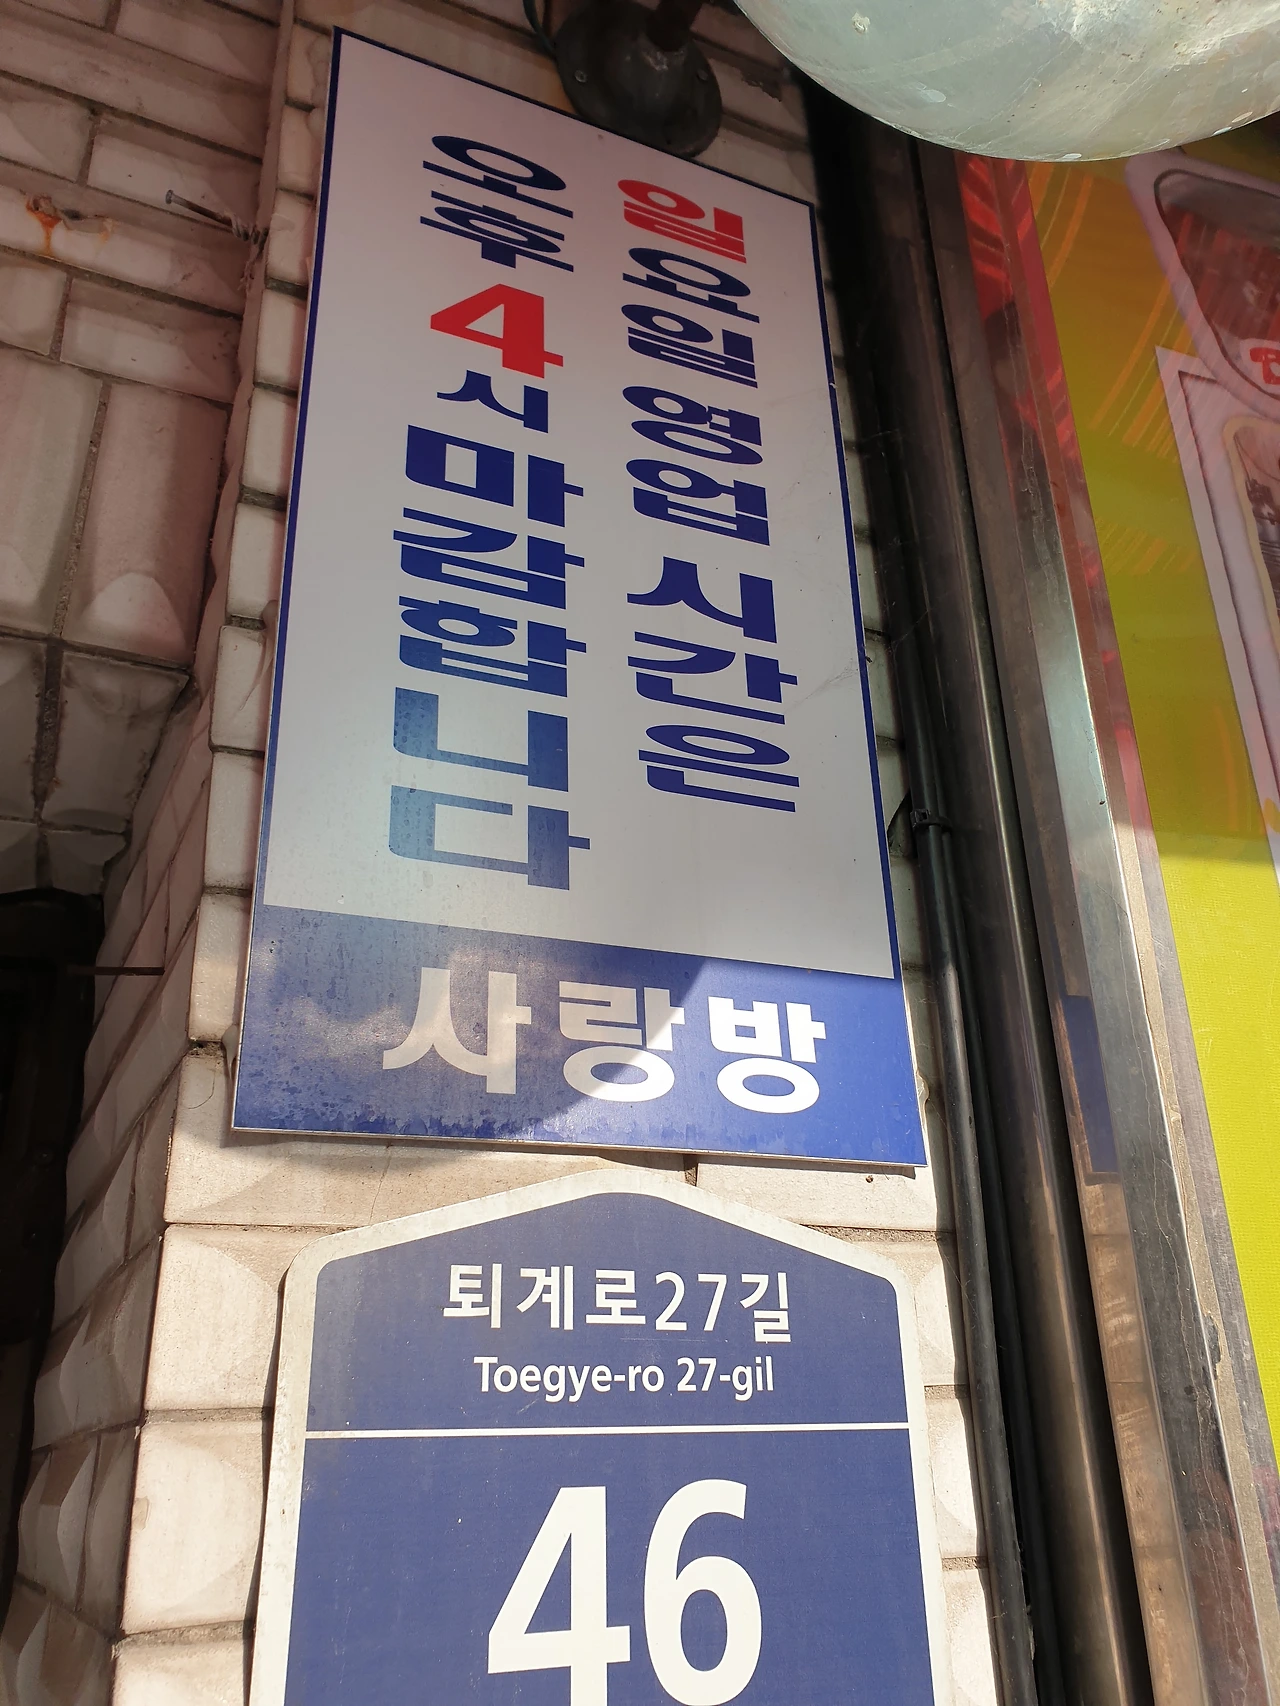 일요일 영업 시간은
오후 4시 마감합니다
사랑방
퇴계로27길
Toegye-ro 27-gil
46